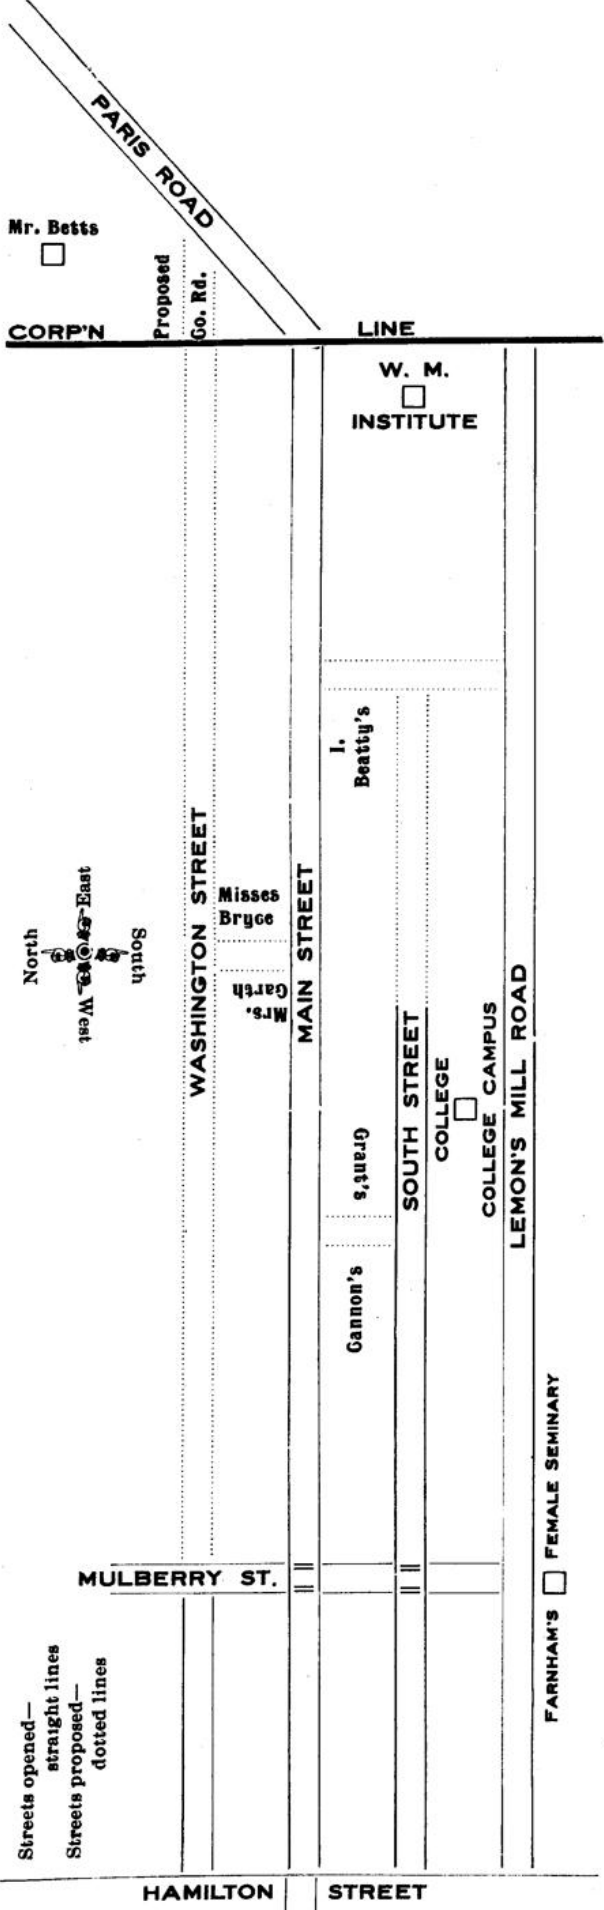 PARIS ROAD
Mr. Betts
Proposed
Co. Rd.
CORP'N LINE
W. M.
INSTITUTE
I.
Beatty's
WASHINGTON STREET
Misses
Bryce
MAIN STREET
North
East
South
West
Mrs.
Garth
SOUTH STREET
COLLEGE
COLLEGE CAMPUS
LEMON'S MILL ROAD
Grant's
Gannon's
FARNHAM'S FEMALE SEMINARY
MULBERRY ST.
Streets opened—
straight lines
Streets proposed—
dotted lines
HAMILTON STREET